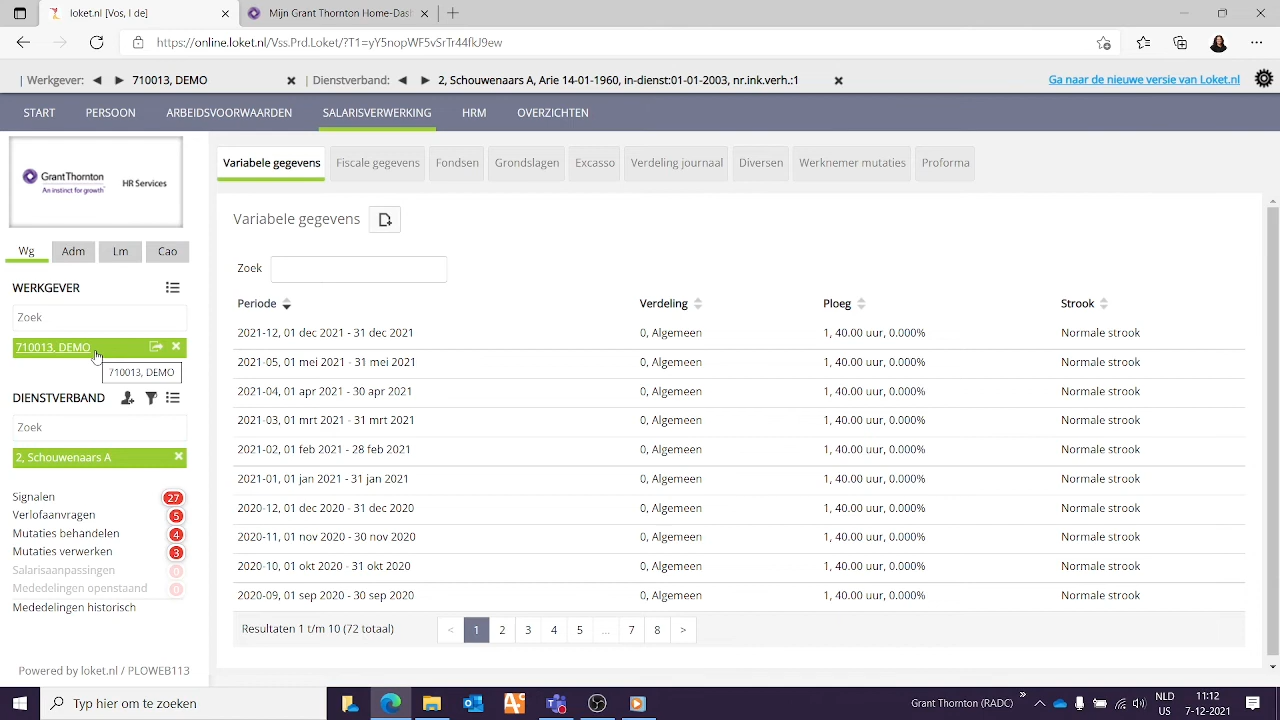 loket.nl [Vos, I de]
Mijn Grant Thornton Home-Das
https://online.loket.nl/Vss.Prd.Loket/?T1=yY5nopWF5vSrTr44fkJ9ew
| Werkgever: ◀ ▶ 710013, DEMO ✖ | Dienstverband: ◀ ▶ 2, Schouwenaars A, Arie 14-01-1960, in-dienst:01-01-2003, nr.ink.verh.:1 ✖ Ga naar de nieuwe versie van Loket.nl
START PERSOON ARBEIDSVOORWAARDEN SALARISVERWERKING HRM OVERZICHTEN
Grant Thornton
An instinct for growth
HR Services
Wg Adm Lm Cao
WERKGEVER
Zoek
710013, DEMO
710013, DEMO
DIENSTVERBAND
Zoek
2, Schouwenaars A
Signalen 27
Verlofaanvragen 5
Mutaties behandelen 4
Mutaties verwerken 3
Salarisaanpassingen 0
Mededelingen openstaand 0
Mededelingen historisch
Powered by loket.nl / PLOWEB113
Variabele gegevens Fiscale gegevens Fondsen Grondslagen Excasso Verdeling journaal Diversen Werknemer mutaties Proforma
Variabele gegevens
Zoek
Periode Verdeling Ploeg Strook
2021-12, 01 dec 2021 - 31 dec 2021 0, Algemeen 1, 40.00 uur, 0.000% Normale strook
2021-05, 01 mei 2021 - 31 mei 2021 0, Algemeen 1, 40.00 uur, 0.000% Normale strook
2021-04, 01 apr 2021 - 30 apr 2021 0, Algemeen 1, 40.00 uur, 0.000% Normale strook
2021-03, 01 mrt 2021 - 31 mrt 2021 0, Algemeen 1, 40.00 uur, 0.000% Normale strook
2021-02, 01 feb 2021 - 28 feb 2021 0, Algemeen 1, 40.00 uur, 0.000% Normale strook
2021-01, 01 jan 2021 - 31 jan 2021 0, Algemeen 1, 40.00 uur, 0.000% Normale strook
2020-12, 01 dec 2020 - 31 dec 2020 0, Algemeen 1, 40.00 uur, 0.000% Normale strook
2020-11, 01 nov 2020 - 30 nov 2020 0, Algemeen 1, 40.00 uur, 0.000% Normale strook
2020-10, 01 okt 2020 - 31 okt 2020 0, Algemeen 1, 40.00 uur, 0.000% Normale strook
2020-09, 01 sep 2020 - 30 sep 2020 0, Algemeen 1, 40.00 uur, 0.000% Normale strook
Resultaten 1 t/m 10 (72 totaal) < 1 2 3 4 5 ... 7 8 >
Typ hier om te zoeken
Grant Thornton (RADC)
NLD
US
11:12
7-12-2021